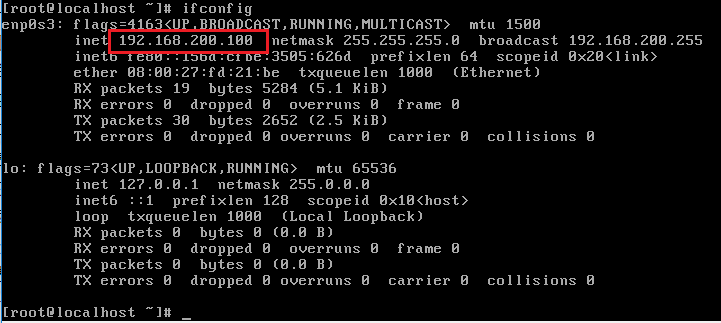 [root@localhost ~]# ifconfig
enp0s3: flags=4163<UP,BROADCAST,RUNNING,MULTICAST>  mtu 1500
inet 192.168.200.100 netmask 255.255.255.0  broadcast 192.168.200.255
inet6 fe80::156d:cfbe:3505:626d  prefixlen 64  scopeid 0x20<link>
ether 08:00:27:fd:21:be  txqueuelen 1000  (Ethernet)
RX packets 19  bytes 5284 (5.1 KiB)
RX errors 0  dropped 0  overruns 0  frame 0
TX packets 30  bytes 2652 (2.5 KiB)
TX errors 0  dropped 0 overruns 0  carrier 0  collisions 0
lo: flags=73<UP,LOOPBACK,RUNNING>  mtu 65536
inet 127.0.0.1  netmask 255.0.0.0
inet6 ::1  prefixlen 128  scopeid 0x10<host>
loop  txqueuelen 1000  (Local Loopback)
RX packets 0  bytes 0 (0.0 B)
RX errors 0  dropped 0  overruns 0  frame 0
TX packets 0  bytes 0 (0.0 B)
TX errors 0  dropped 0 overruns 0  carrier 0  collisions 0
[root@localhost ~]# _